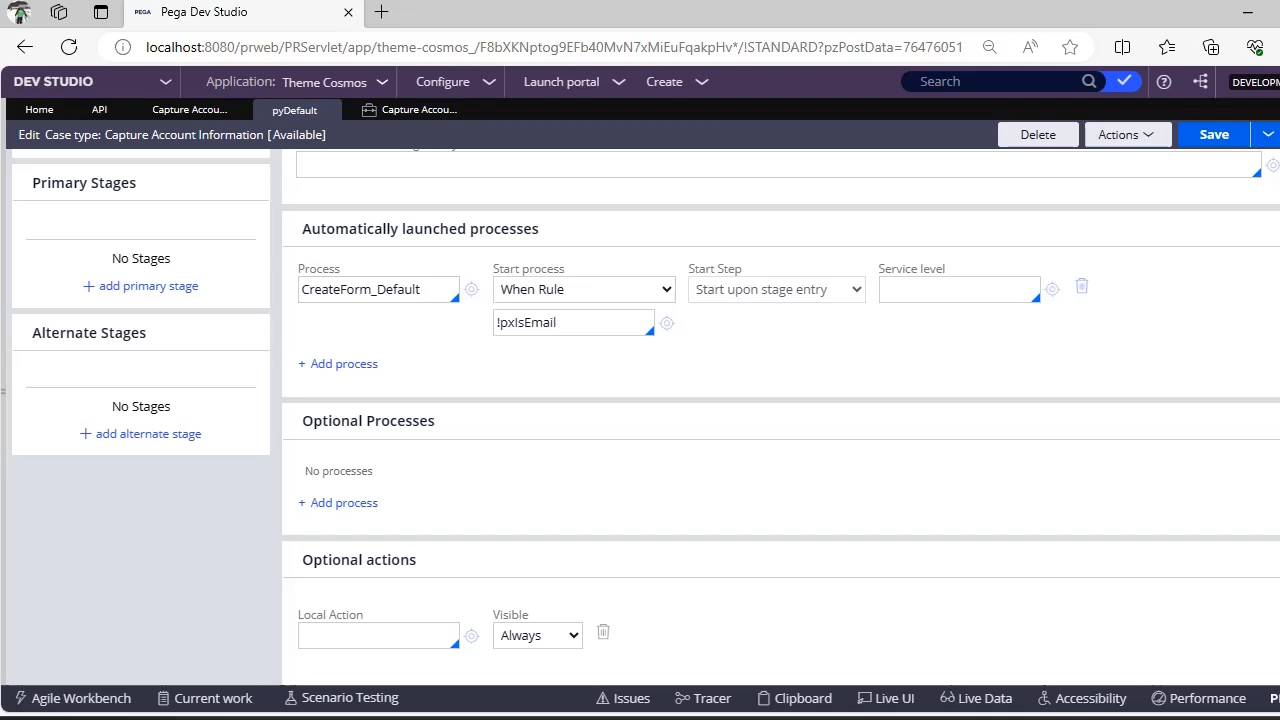 Pega Dev Studio
localhost:8080/prweb/PRServlet/app/theme-cosmos_/F8bXKNptog9EFb40MvN7xMiEuFqakpHv*/!STANDARD?pzPostData=76476051
DEV STUDIO
Application: Theme Cosmos
Configure
Launch portal
Create
Search
DEVELOPM
Home
API
Capture Accou...
pyDefault
Capture Accou...
Edit Case type: Capture Account Information [Available]
Delete
Actions
Save
Primary Stages
No Stages
+ add primary stage
Alternate Stages
No Stages
+ add alternate stage
Automatically launched processes
Process
Start process
Start Step
Service level
CreateForm_Default
When Rule
Start upon stage entry
!pxIsEmail
+ Add process
Optional Processes
No processes
+ Add process
Optional actions
Local Action
Visible
Always
Agile Workbench
Current work
Scenario Testing
Issues
Tracer
Clipboard
Live UI
Live Data
Accessibility
Performance